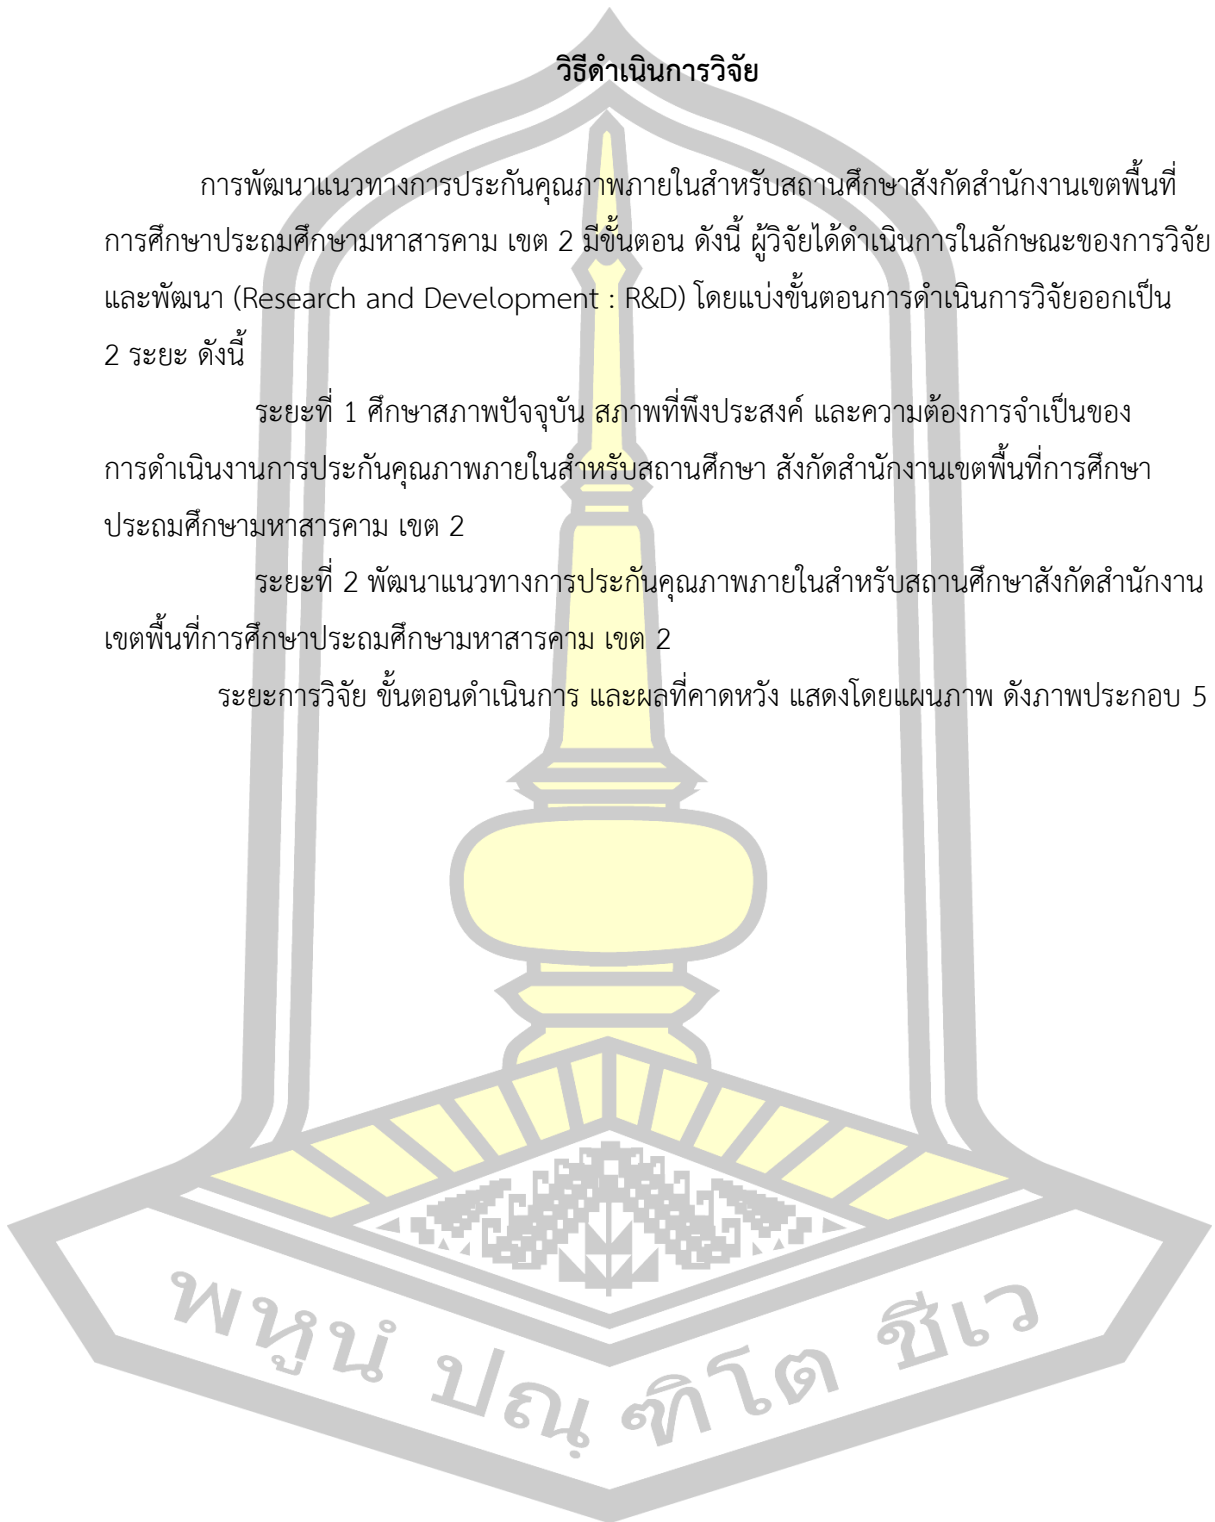 วิธีดำเนินการวิจัย
การพัฒนาแนวทางการประกันคุณภาพภายในสำหรับสถานศึกษาสังกัดสำนักงานเขตพื้นที่
การศึกษาประถมศึกษามหาสารคาม เขต 2 มีขั้นตอน ดังนี้ ผู้วิจัยได้ดำเนินการในลักษณะของการวิจัย
และพัฒนา (Research and Development : R&D) โดยแบ่งขั้นตอนการดำเนินการวิจัยออกเป็น
2 ระยะ ดังนี้
ระยะที่ 1 ศึกษาสภาพปัจจุบัน สภาพที่พึงประสงค์ และความต้องการจำเป็นของ
การดำเนินงานการประกันคุณภาพภายในสำหรับสถานศึกษา สังกัดสำนักงานเขตพื้นที่การศึกษา
ประถมศึกษามหาสารคาม เขต 2
ระยะที่ 2 พัฒนาแนวทางการประกันคุณภาพภายในสำหรับสถานศึกษาสังกัดสำนักงาน
เขตพื้นที่การศึกษาประถมศึกษามหาสารคาม เขต 2
ระยะการวิจัย ขั้นตอนดำเนินการ และผลที่คาดหวัง แสดงโดยแผนภาพ ดังภาพประกอบ 5
พหูนํ ปณฺ ฑิโต ชีเว